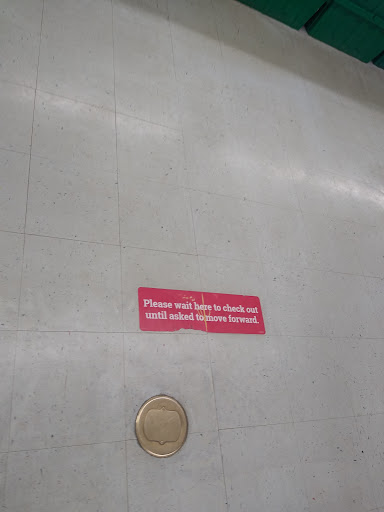 Please wait here to check out
until asked to move forward.